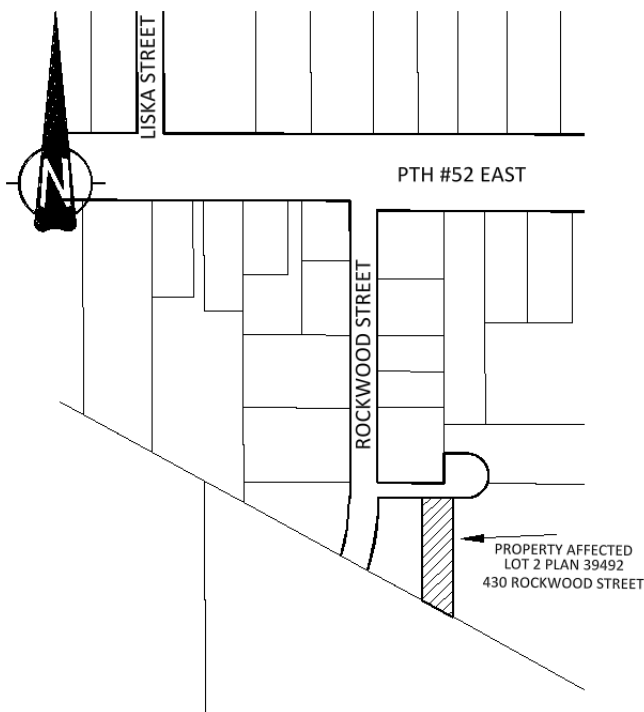 LISKA STREET
N
PTH #52 EAST
ROCKWOOD STREET
PROPERTY AFFECTED
LOT 2 PLAN 39492
430 ROCKWOOD STREET